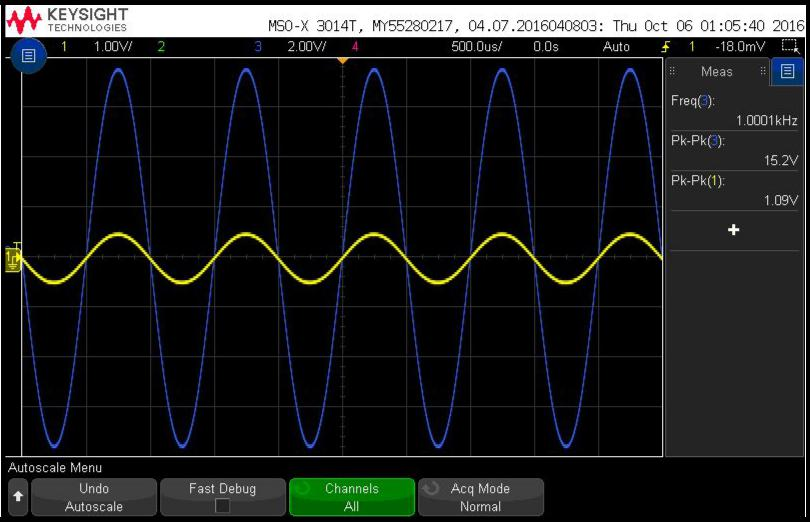 KEYSIGHT
TECHNOLOGIES
MSO-X 3014T, MY55280217, 04.07.2016040803: Thu Oct 06 01:05:40 2016
1 1.00V/ 2 3 2.00V/ 4 500.0us/ 0.0s Auto 1 -18.0mV
Meas
Freq(3):
1.0001kHz
Pk-Pk(3):
15.2V
Pk-Pk(1):
1.09V
+
T
1
Autoscale Menu
Undo
Autoscale
Fast Debug
Channels
All
Acq Mode
Normal